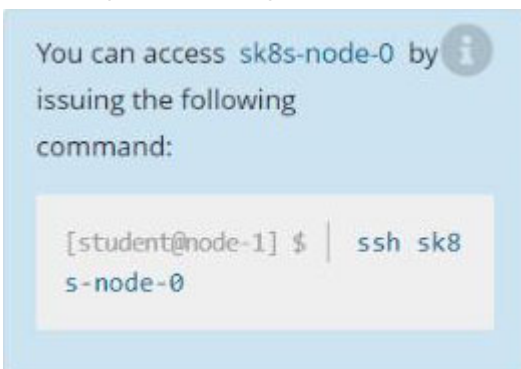 You can access sk8s-node-0 by
issuing the following
command:
[student@node-1] $ | ssh sk8
s-node-0